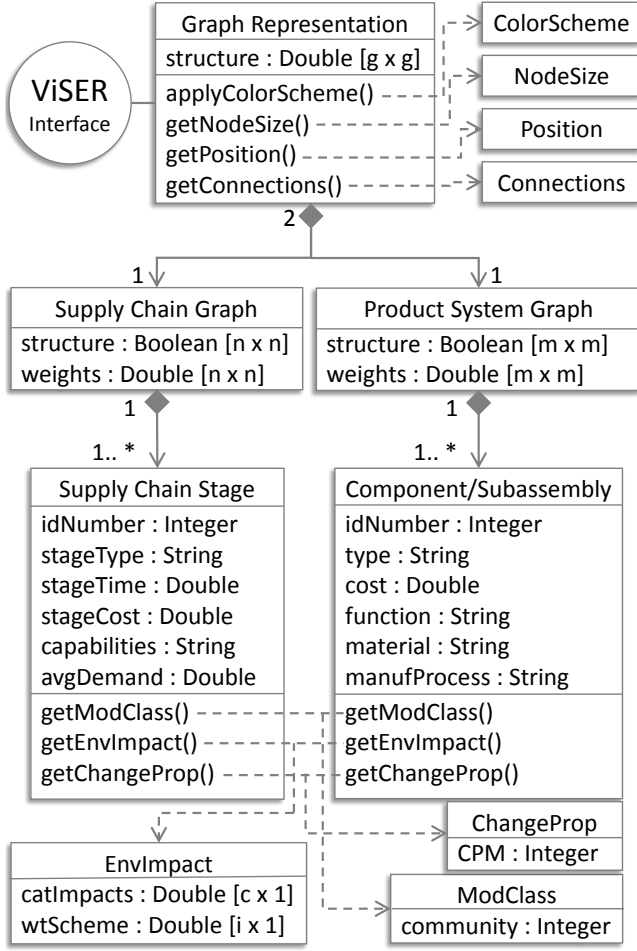 ViSER
Interface
Graph Representation
structure : Double [g x g]
applyColorScheme()
getNodeSize()
getPosition()
getConnections()
ColorScheme
NodeSize
Position
Connections
2
1
1
Supply Chain Graph
structure : Boolean [n x n]
weights : Double [n x n]
Product System Graph
structure : Boolean [m x m]
weights : Double [m x m]
1
1
1.. *
1.. *
Supply Chain Stage
idNumber : Integer
stageType : String
stageTime : Double
stageCost : Double
capabilities : String
avgDemand : Double
getModClass()
getEnvImpact()
getChangeProp()
Component/Subassembly
idNumber : Integer
type : String
cost : Double
function : String
material : String
manufProcess : String
getModClass()
getEnvImpact()
getChangeProp()
EnvImpact
catImpacts : Double [c x 1]
wtScheme : Double [i x 1]
ChangeProp
CPM : Integer
ModClass
community : Integer